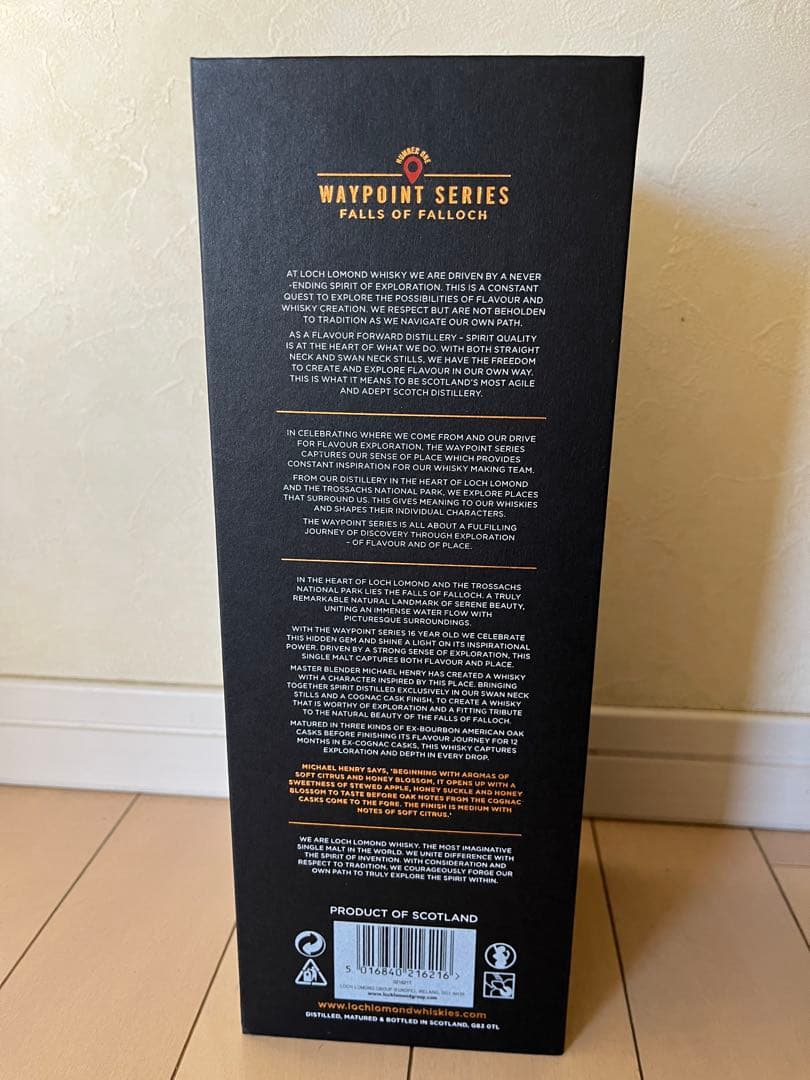 NUMBER ONE
WAYPOINT SERIES
FALLS OF FALLOCH
AT LOCH LOMOND WHISKY WE ARE DRIVEN BY A NEVER
-ENDING SPIRIT OF EXPLORATION. THIS IS A CONSTANT
QUEST TO EXPLORE THE POSSIBILITIES OF FLAVOUR AND
WHISKY CREATION. WE RESPECT BUT ARE NOT BEHOLDEN
TO TRADITION AS WE NAVIGATE OUR OWN PATH.
AS A FLAVOUR FORWARD DISTILLERY – SPIRIT QUALITY
IS AT THE HEART OF WHAT WE DO. WITH BOTH STRAIGHT
NECK AND SWAN NECK STILLS, WE HAVE THE FREEDOM
TO CREATE AND EXPLORE FLAVOUR IN OUR OWN WAY.
THIS IS WHAT IT MEANS TO BE SCOTLAND'S MOST AGILE
AND ADEPT SCOTCH DISTILLERY.
IN CELEBRATING WHERE WE COME FROM AND OUR DRIVE
FOR FLAVOUR EXPLORATION, THE WAYPOINT SERIES
CAPTURES OUR SENSE OF PLACE WHICH PROVIDES
CONSTANT INSPIRATION FOR OUR WHISKY MAKING TEAM.
FROM OUR DISTILLERY IN THE HEART OF LOCH LOMOND
AND THE TROSSACHS NATIONAL PARK, WE EXPLORE PLACES
THAT SURROUND US. THIS GIVES MEANING TO OUR WHISKIES
AND SHAPES THEIR INDIVIDUAL CHARACTERS.
THE WAYPOINT SERIES IS ALL ABOUT A FULFILLING
JOURNEY OF DISCOVERY THROUGH EXPLORATION
– OF FLAVOUR AND OF PLACE.
IN THE HEART OF LOCH LOMOND AND THE TROSSACHS
NATIONAL PARK LIES THE FALLS OF FALLOCH. A TRULY
REMARKABLE NATURAL LANDMARK OF SERENE BEAUTY,
UNITING AN IMMENSE WATER FLOW WITH
PICTURESQUE SURROUNDINGS.
WITH THE WAYPOINT SERIES 16 YEAR OLD WE CELEBRATE
THIS HIDDEN GEM AND SHINE A LIGHT ON ITS INSPIRATIONAL
POWER. DRIVEN BY A STRONG SENSE OF EXPLORATION, THIS
SINGLE MALT CAPTURES BOTH FLAVOUR AND PLACE.
MASTER BLENDER MICHAEL HENRY HAS CREATED A WHISKY
WITH A CHARACTER INSPIRED BY THIS PLACE. BRINGING
TOGETHER SPIRIT DISTILLED EXCLUSIVELY IN OUR SWAN NECK
STILLS AND A COGNAC CASK FINISH, TO CREATE A WHISKY
THAT IS WORTHY OF EXPLORATION AND A FITTING TRIBUTE
TO THE NATURAL BEAUTY OF THE FALLS OF FALLOCH.
MATURED IN THREE KINDS OF EX-BOURBON AMERICAN OAK
CASKS BEFORE FINISHING ITS FLAVOUR JOURNEY FOR 12
MONTHS IN EX-COGNAC CASKS, THIS WHISKY CAPTURES
EXPLORATION AND DEPTH IN EVERY DROP.
MICHAEL HENRY SAYS, 'BEGINNING WITH AROMAS OF
SOFT CITRUS AND HONEY BLOSSOM, IT OPENS UP WITH A
SWEETNESS OF STEWED APPLE, HONEY SUCKLE AND HONEY
BLOSSOM TO TASTE BEFORE OAK NOTES FROM THE COGNAC
CASKS COME TO THE FORE. THE FINISH IS MEDIUM WITH
NOTES OF SOFT CITRUS.'
WE ARE LOCH LOMOND WHISKY. THE MOST IMAGINATIVE
SINGLE MALT IN THE WORLD. WE UNITE DIFFERENCE WITH
THE SPIRIT OF INVENTION. WITH CONSIDERATION AND
RESPECT TO TRADITION, WE COURAGEOUSLY FORGE OUR
OWN PATH TO TRULY EXPLORE THE SPIRIT WITHIN.
PRODUCT OF SCOTLAND
5 016840 216216 >
LOCH LOMOND GROUP (EUROPE), IRELAND,
www.lochlomondgroup.com
www.lochlomondwhiskies.com
DISTILLED, MATURED & BOTTLED IN SCOTLAND, G83 0TL